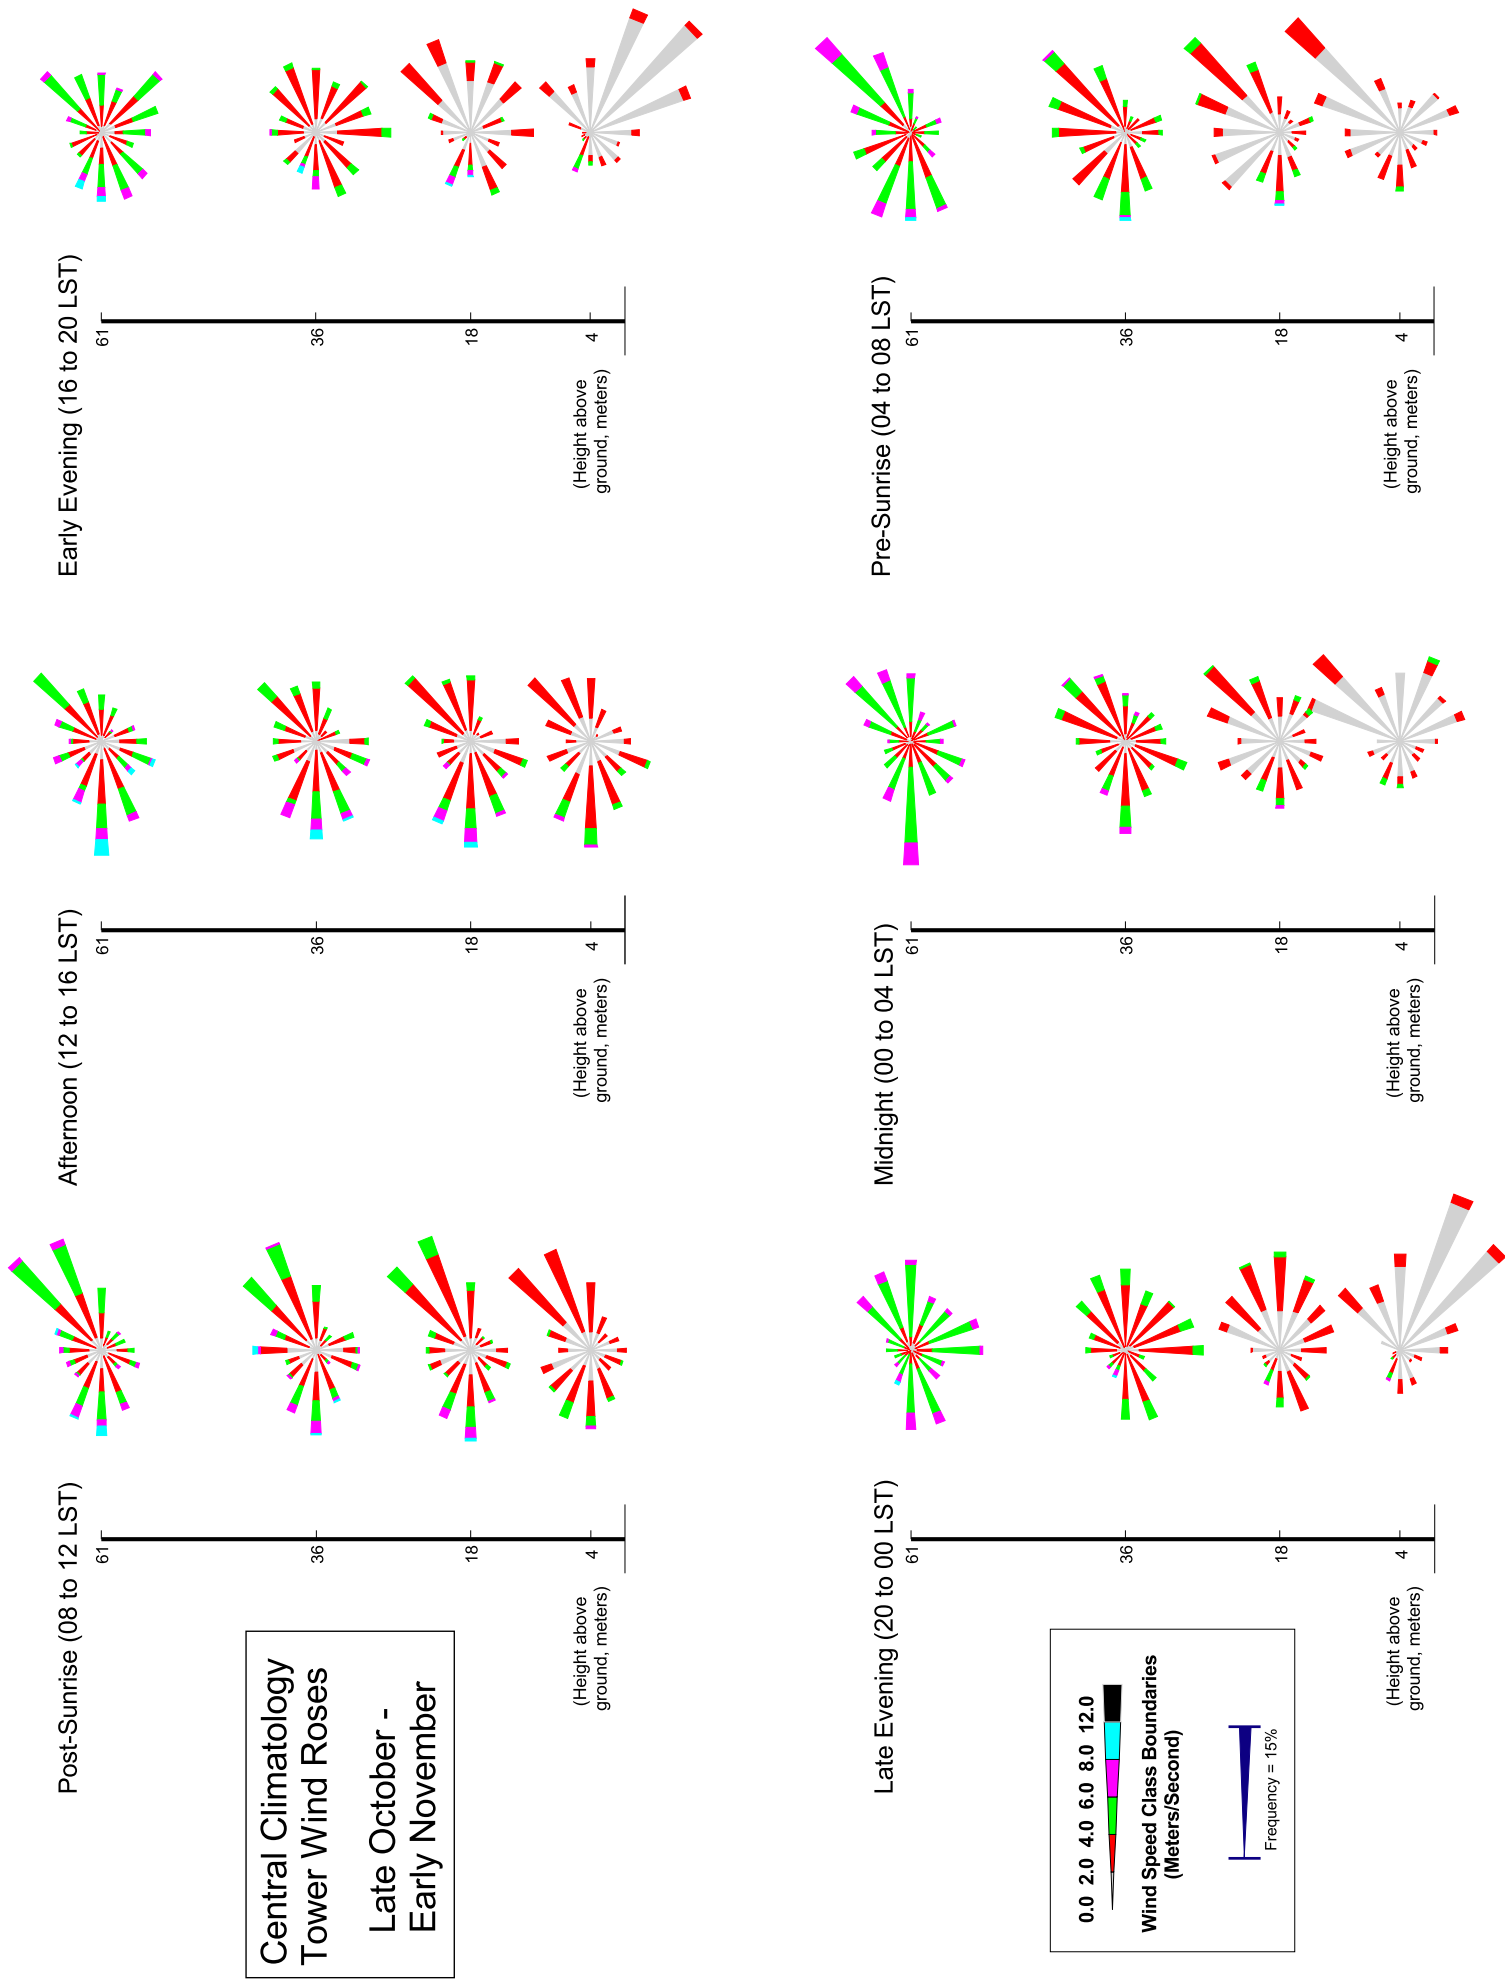 Central Climatology
Tower Wind Roses
Late October -
Early November
Post-Sunrise (08 to 12 LST)
61
36
18
4
(Height above
ground, meters)
Afternoon (12 to 16 LST)
61
36
18
4
(Height above
ground, meters)
Early Evening (16 to 20 LST)
61
36
18
4
(Height above
ground, meters)
0.0 2.0 4.0 6.0 8.0 12.0
Wind Speed Class Boundaries
(Meters/Second)
Frequency = 15%
Late Evening (20 to 00 LST)
61
36
18
4
(Height above
ground, meters)
Midnight (00 to 04 LST)
61
36
18
4
(Height above
ground, meters)
Pre-Sunrise (04 to 08 LST)
61
36
18
4
(Height above
ground, meters)